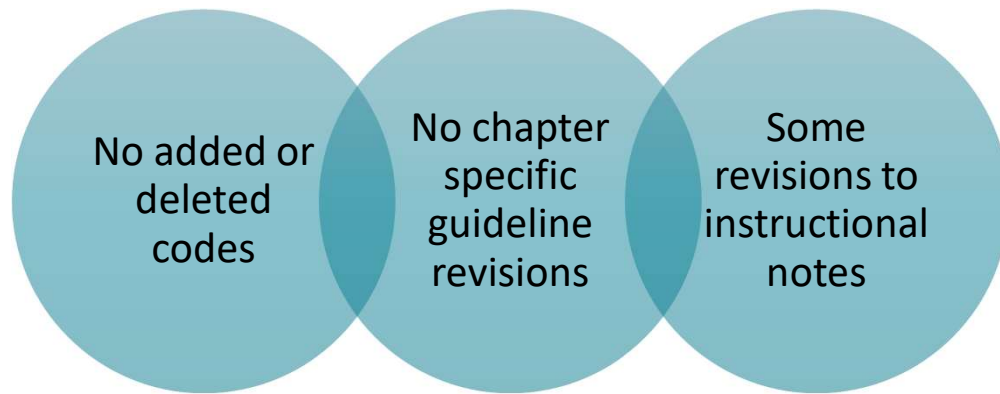 No added or
deleted
codes
No chapter
specific
guideline
revisions
Some
revisions to
instructional
notes